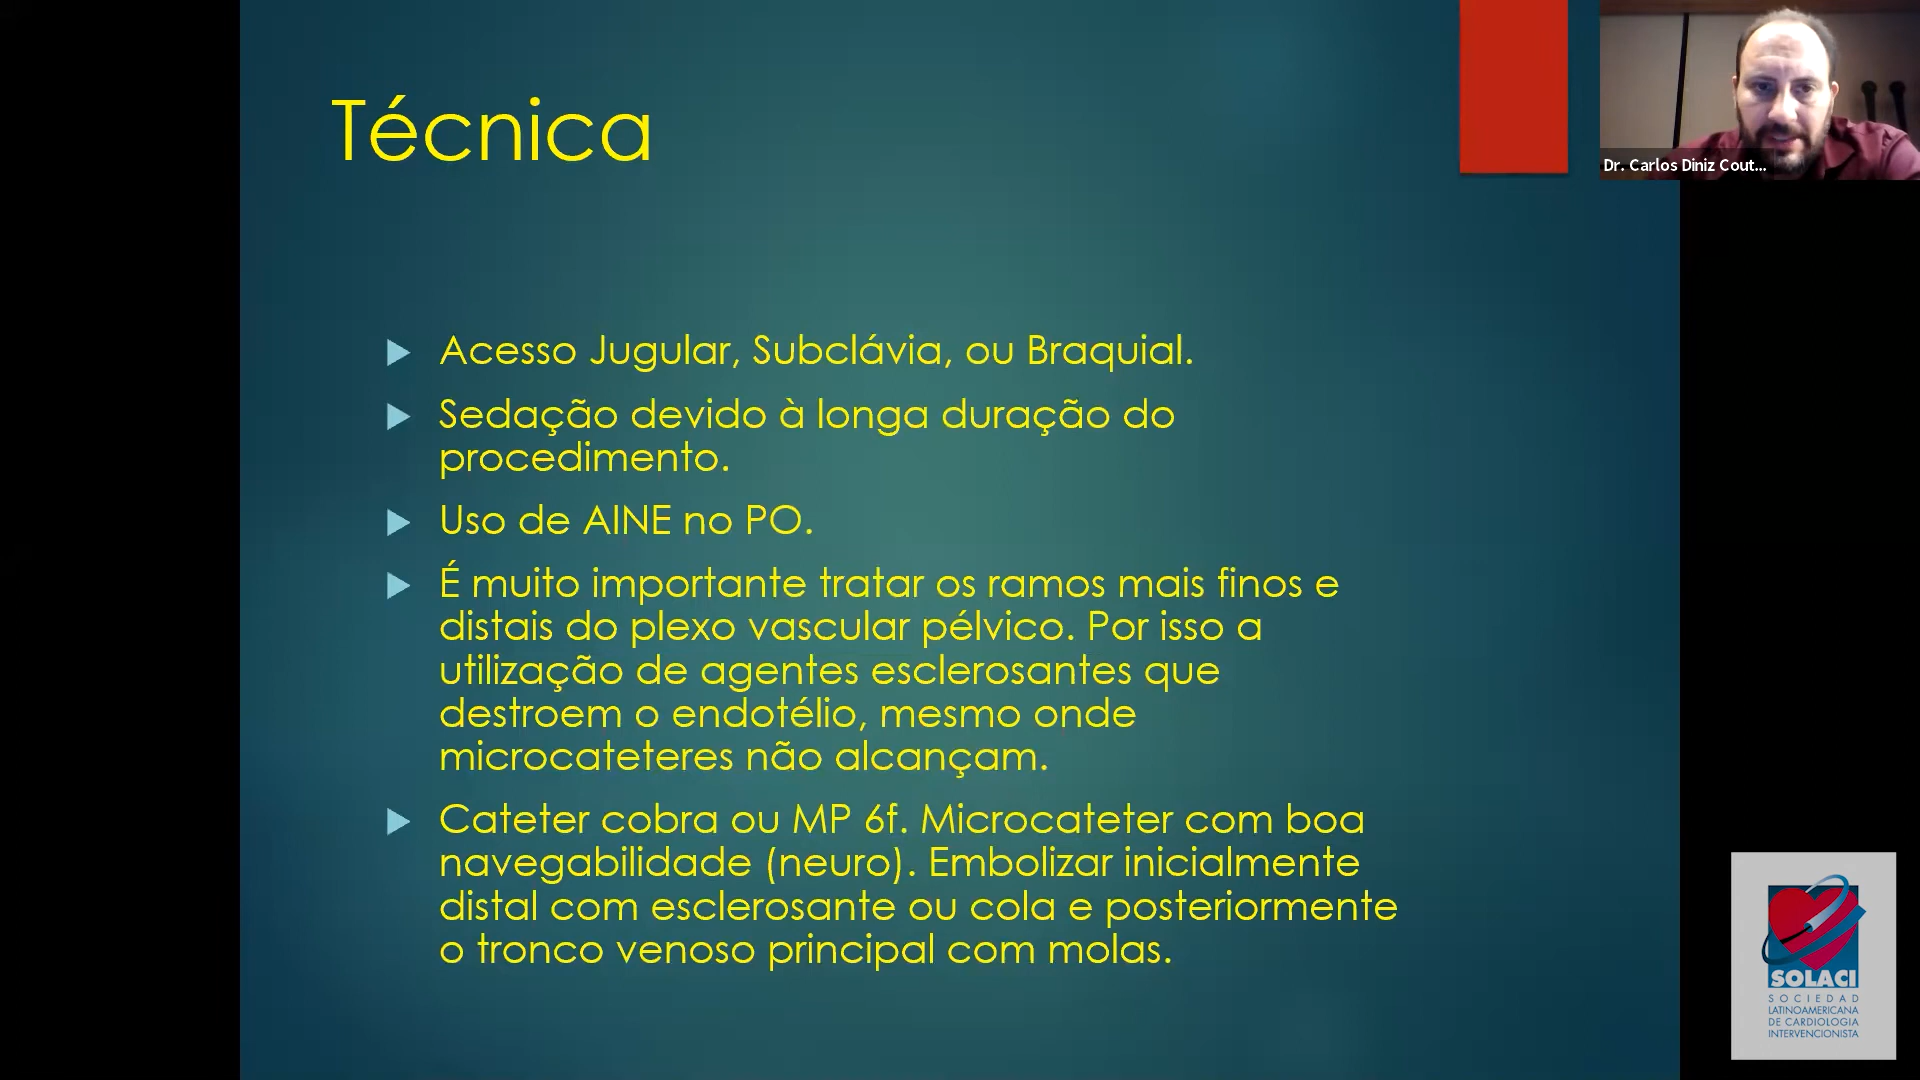 Técnica
Dr. Carlos Diniz Cout...
Acesso Jugular, Subclávia, ou Braquial.
Sedação devido à longa duração do
procedimento.
Uso de AINE no PO.
É muito importante tratar os ramos mais finos e
distais do plexo vascular pélvico. Por isso a
utilização de agentes esclerosantes que
destroem o endotélio, mesmo onde
microcateteres não alcançam.
Cateter cobra ou MP 6f. Microcateter com boa
navegabilidade (neuro). Embolizar inicialmente
distal com esclerosante ou cola e posteriormente
o tronco venoso principal com molas.
SOLACI
SOCIEDAD
LATINOAMERICANA
DE CARDIOLOGIA
INTERVENCIONISTA